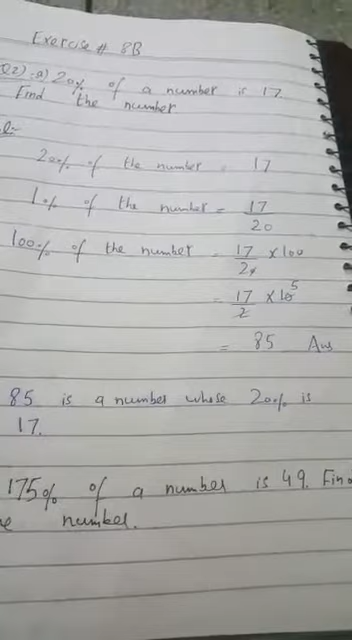 Exercise # 8B
Q2) :a) 20% of a number is 17.
Find the number
20% of the number = 17
1% of the number = 17/20
100% of the number = 17/20 × 100
= 17/2 × 10 5
= 85 Ans
85 is a number whose 20% is
17.
175% of a number is 49. Find
number.